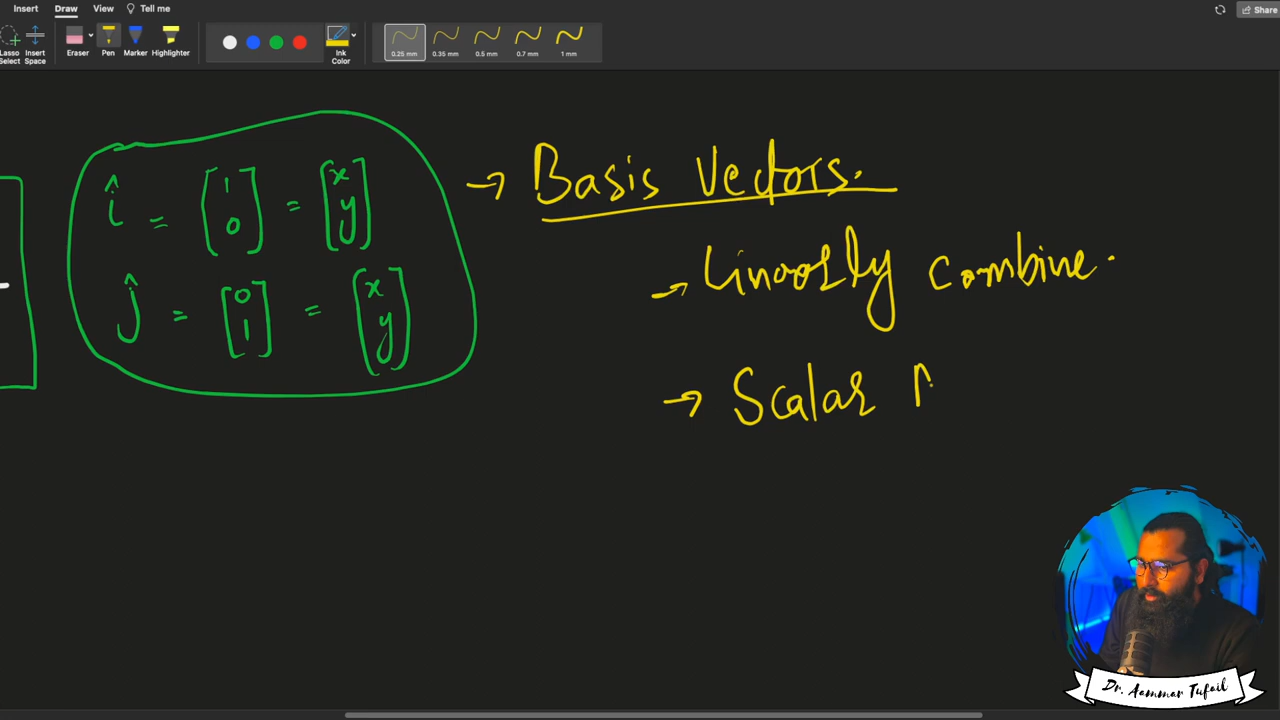 Insert Draw View Tell me
Share
Lasso Select
Insert Space
Eraser
Pen
Marker
Highlighter
Ink Color
0.25 mm
0.35 mm
0.5 mm
0.7 mm
1 mm
î = [1 0] = [x y]
ĵ = [0 1] = [x y]
→ Basis Vectors.
→ Linearly combine.
→ Scalar
Dr. Aammar Tufail